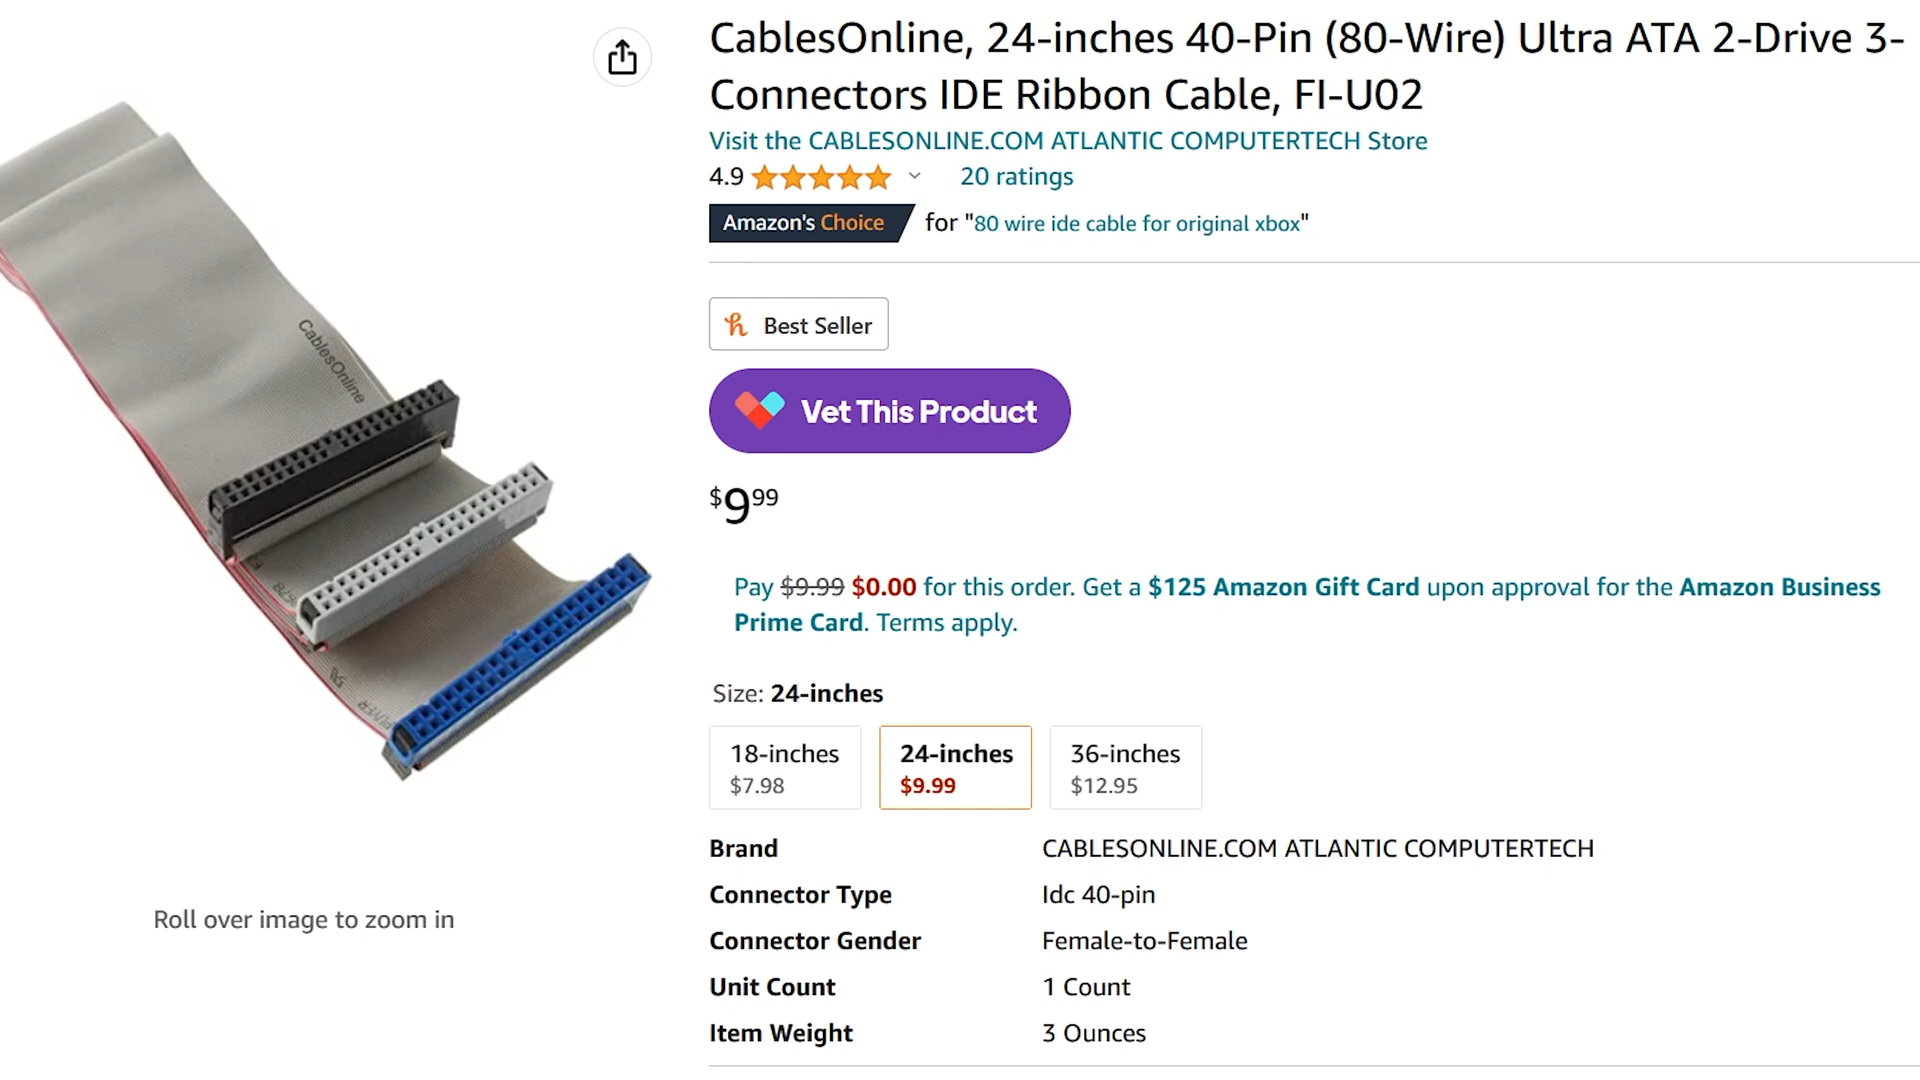 CablesOnline, 24-inches 40-Pin (80-Wire) Ultra ATA 2-Drive 3-
Connectors IDE Ribbon Cable, FI-U02
Visit the CABLESONLINE.COM ATLANTIC COMPUTERTECH Store
4.9 20 ratings
Amazon's Choice for "80 wire ide cable for original xbox"
Best Seller
Vet This Product
$9.99
Pay $9.99 $0.00 for this order. Get a $125 Amazon Gift Card upon approval for the Amazon Business
Prime Card. Terms apply.
Size: 24-inches
18-inches 24-inches 36-inches
$7.98 $9.99 $12.95
Brand CABLESONLINE.COM ATLANTIC COMPUTERTECH
Connector Type Idc 40-pin
Connector Gender Female-to-Female
Unit Count 1 Count
Item Weight 3 Ounces
CablesOnline
Roll over image to zoom in